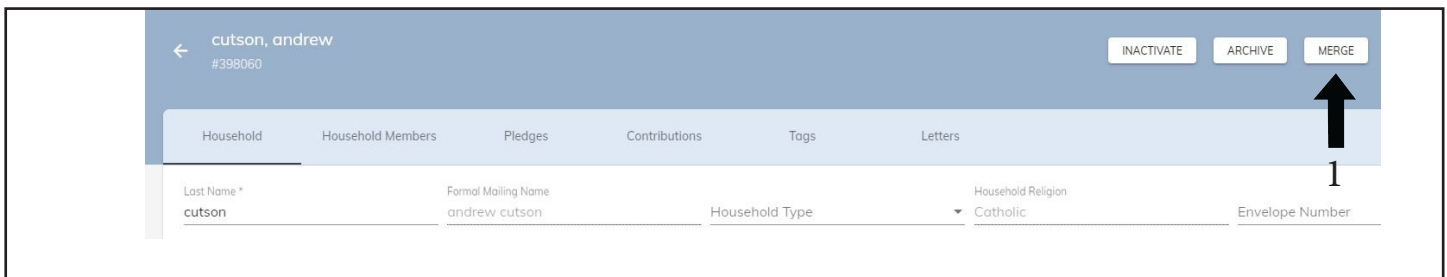 cutson, andrew
#398060
INACTIVATE ARCHIVE MERGE
Household Household Members Pledges Contributions Tags Letters
1
Last Name * Formal Mailing Name Household Religion
cutson andrew cutson Household Type Catholic Envelope Number